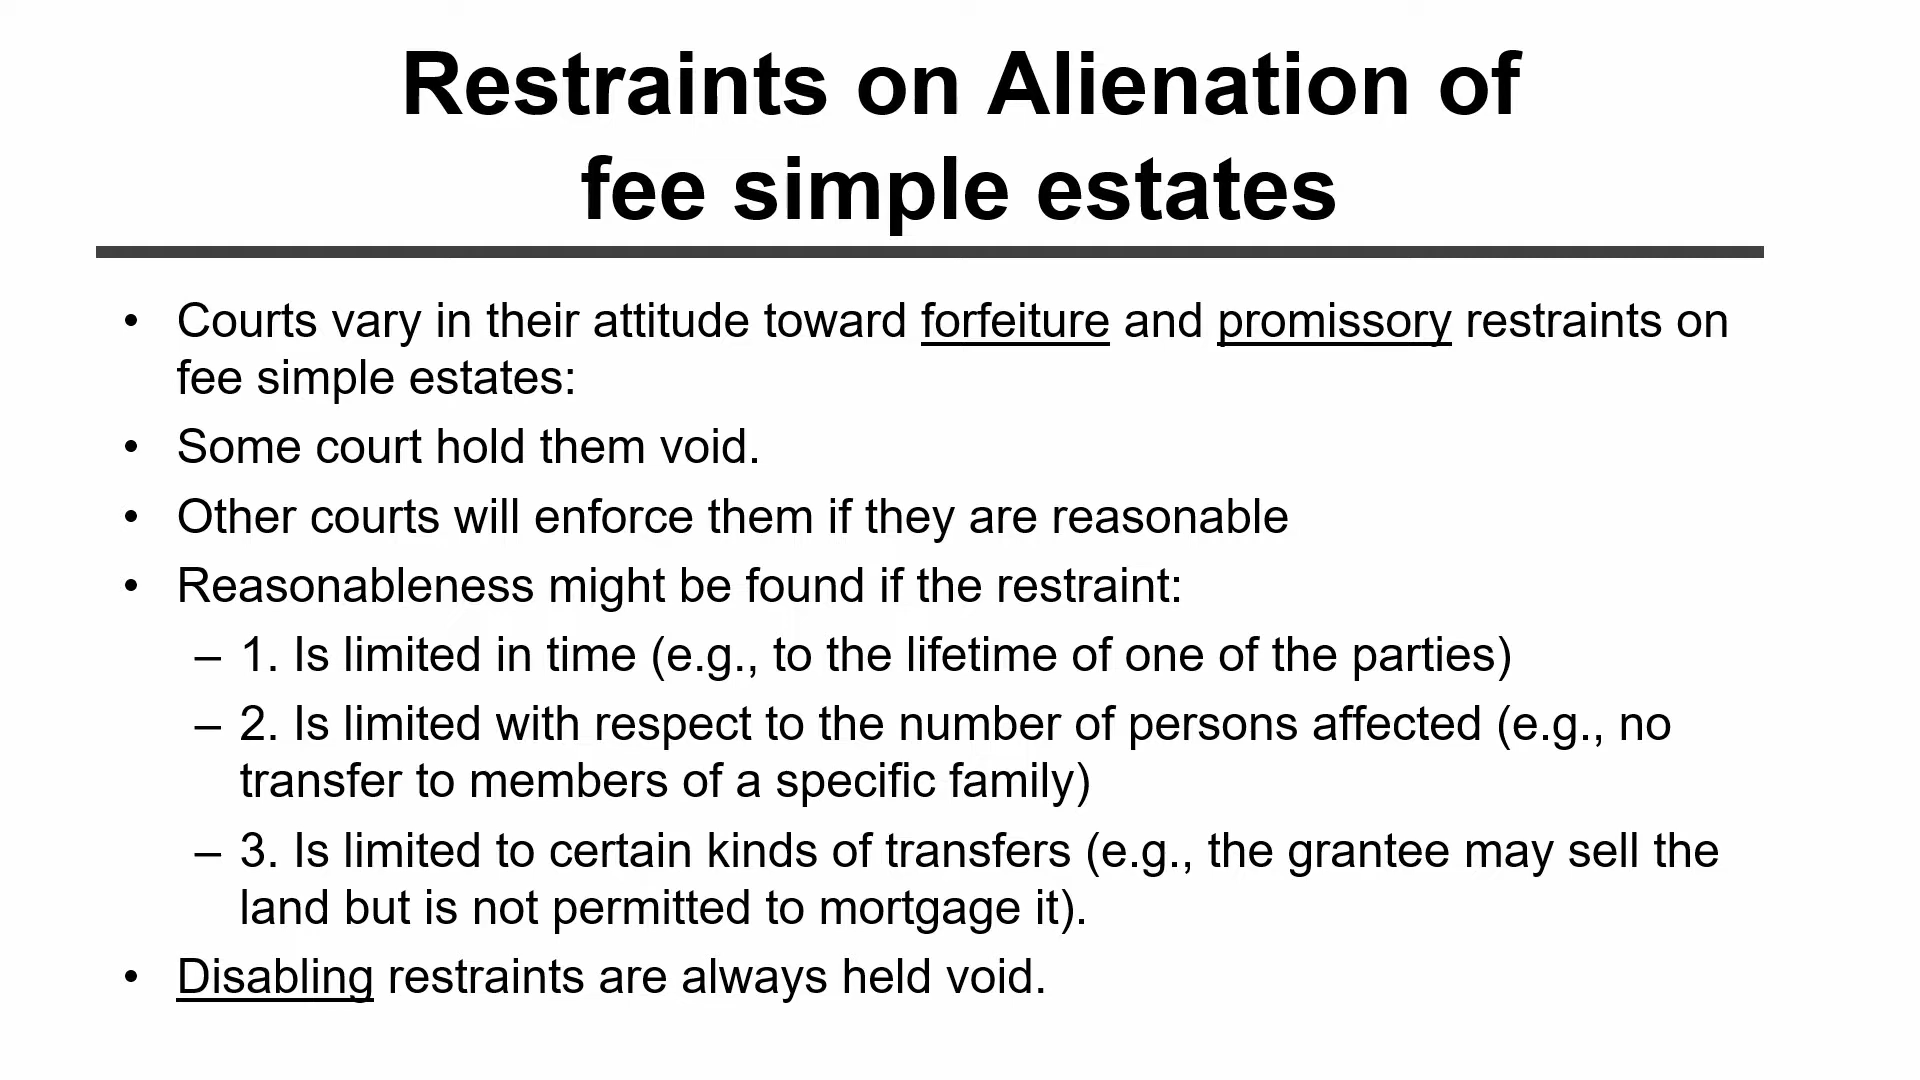 Restraints on Alienation of
fee simple estates
• Courts vary in their attitude toward forfeiture and promissory restraints on
fee simple estates:
• Some court hold them void.
• Other courts will enforce them if they are reasonable
• Reasonableness might be found if the restraint:
– 1. Is limited in time (e.g., to the lifetime of one of the parties)
– 2. Is limited with respect to the number of persons affected (e.g., no
transfer to members of a specific family)
– 3. Is limited to certain kinds of transfers (e.g., the grantee may sell the
land but is not permitted to mortgage it).
• Disabling restraints are always held void.